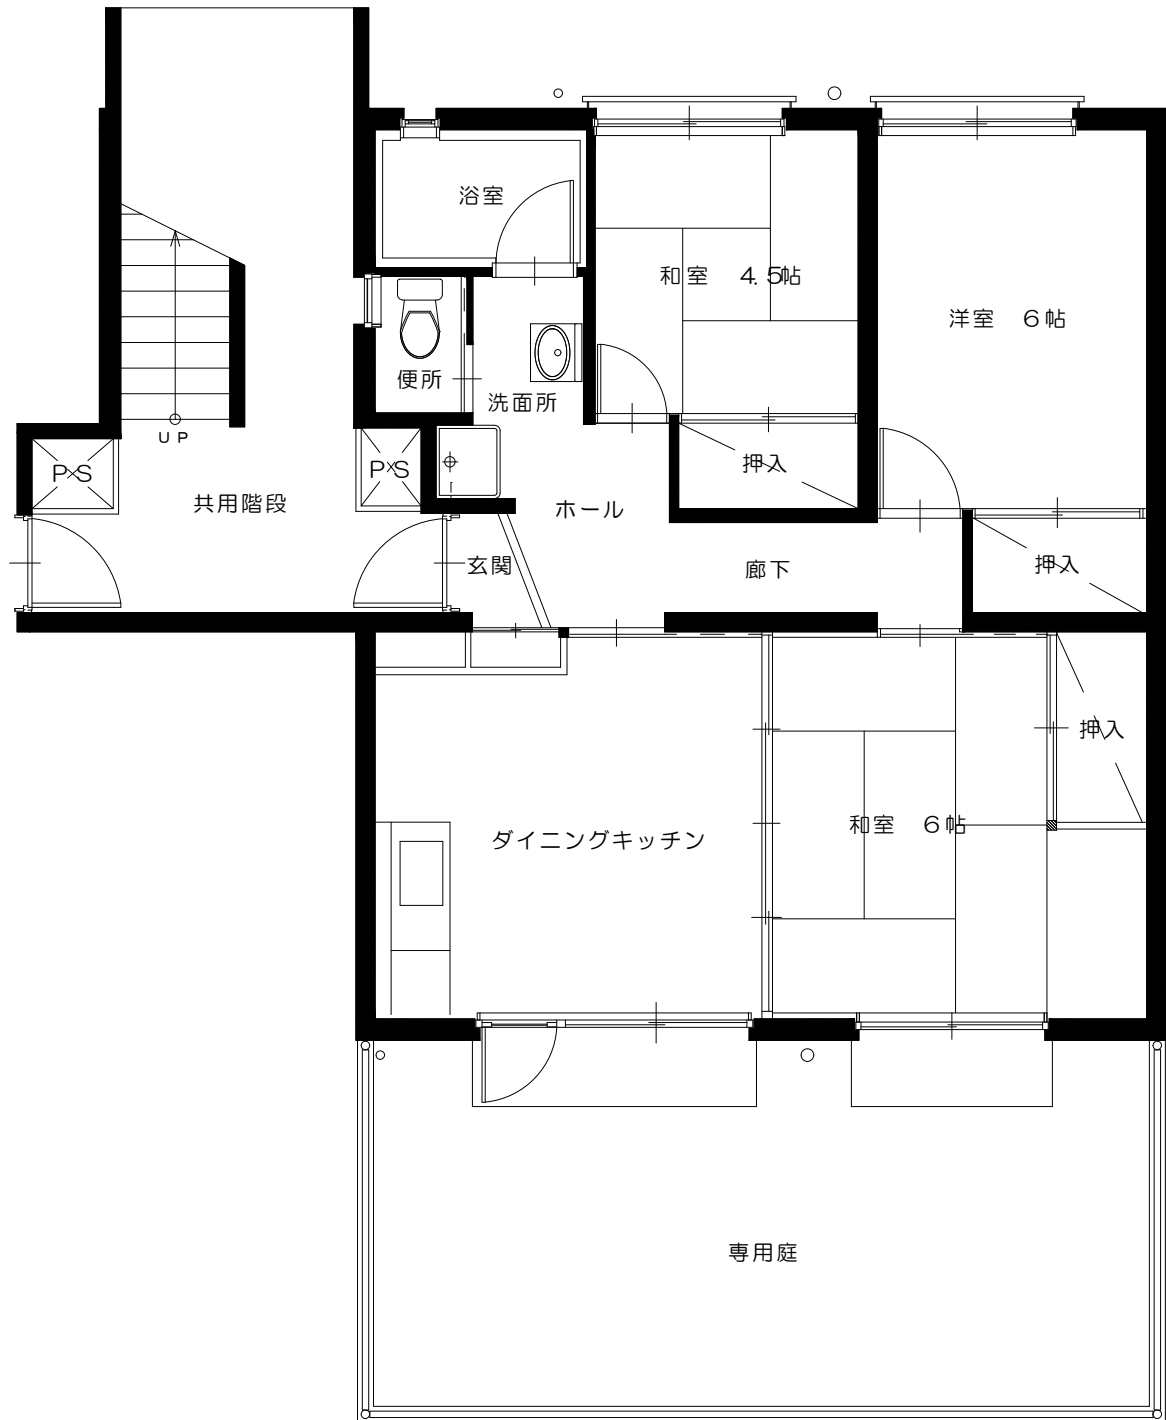 浴室
和室 4.5帖
洋室 6帖
便所
洗面所
UP
PS
PS
押入
共用階段
ホール
玄関
廊下
押入
押入
和室 6帖
ダイニングキッチン
専用庭